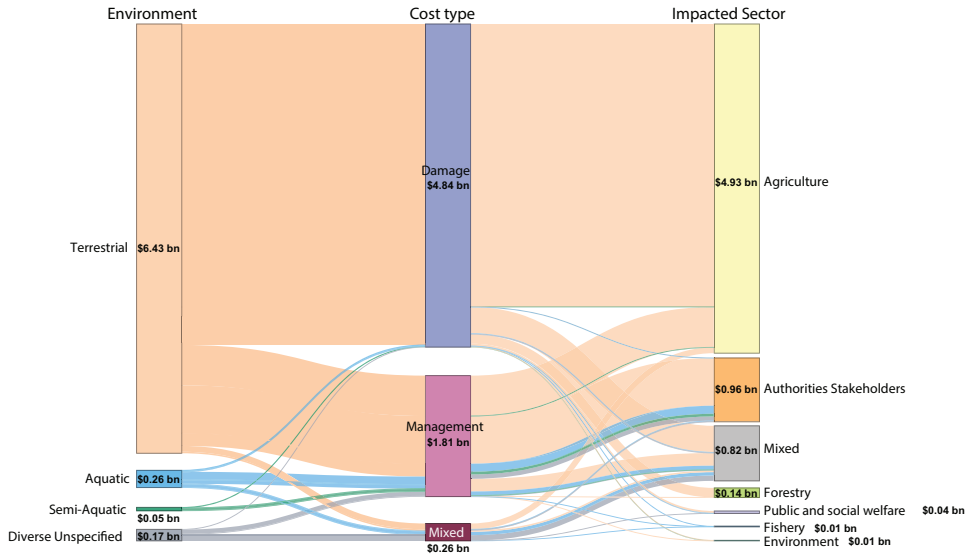 Environment
Cost type
Impacted Sector
Terrestrial
$6.43 bn
Aquatic
$0.26 bn
Semi-Aquatic
$0.05 bn
Diverse Unspecified
$0.17 bn
Damage
$4.84 bn
Management
$1.81 bn
Mixed
$0.26 bn
$4.93 bn Agriculture
$0.96 bn Authorities Stakeholders
$0.82 bn Mixed
$0.14 bn Forestry
Public and social welfare $0.04 bn
Fishery $0.01 bn
Environment $0.01 bn